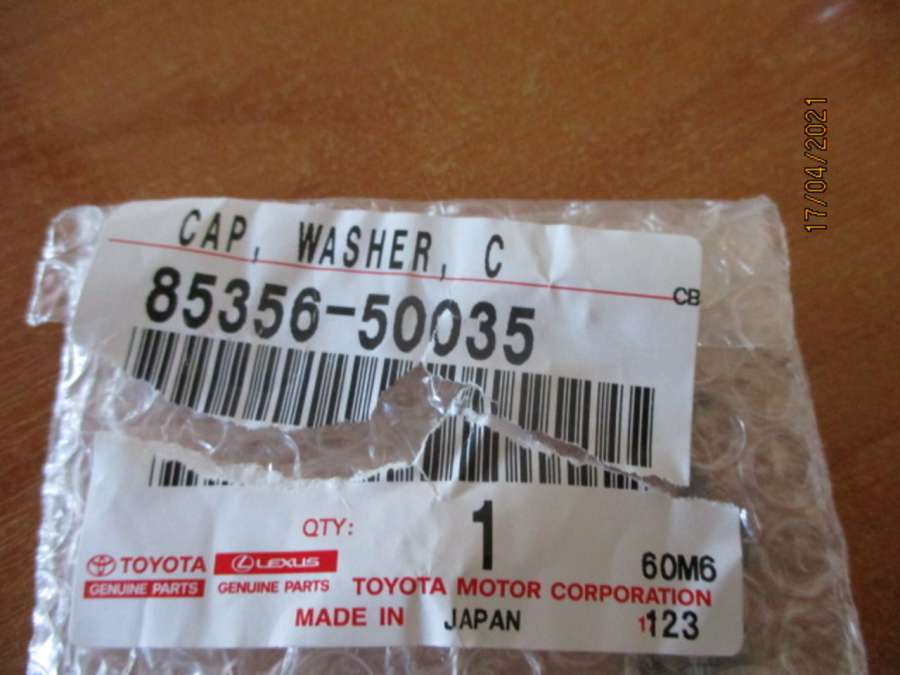 17/04/2021
CAP, WASHER, C
CB
85356-50035
QTY: 1
TOYOTA LEXUS 60M6
GENUINE PARTS GENUINE PARTS TOYOTA MOTOR CORPORATION
MADE IN JAPAN 1123